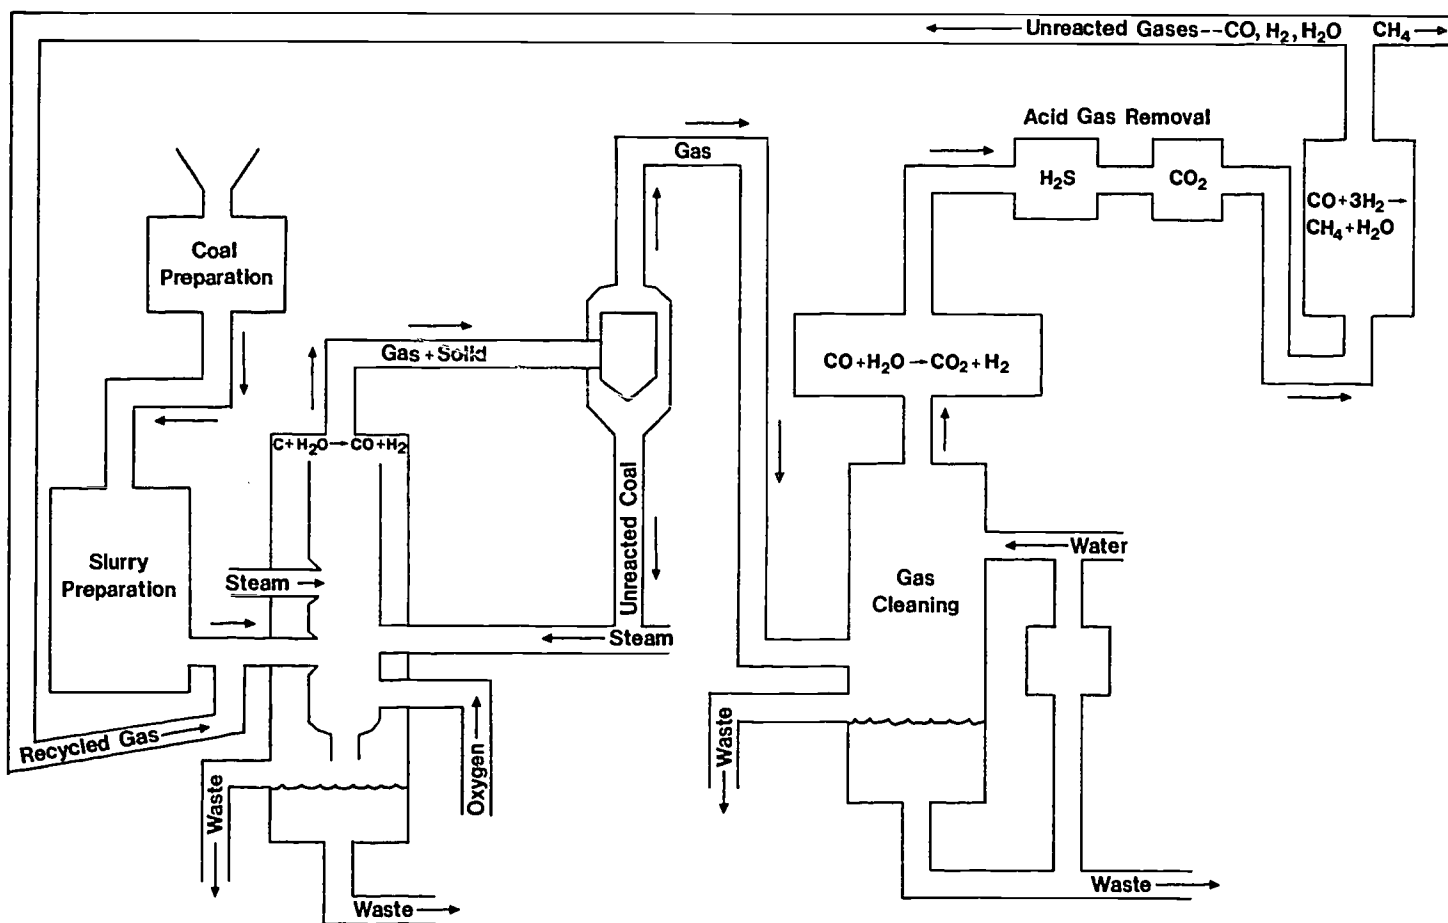 Unreacted Gases--CO, H₂, H₂O CH₄
Acid Gas Removal
Gas
H₂S
CO₂
CO+3H₂→
CH₄+H₂O
Coal
Preparation
Gas+Solid
CO+H₂O→CO₂+H₂
C+H₂O→CO+H₂
Unreacted Coal
Water
Slurry
Preparation
Steam
Gas
Cleaning
Steam
Recycled Gas
Waste
Oxygen
Waste
Waste
Waste